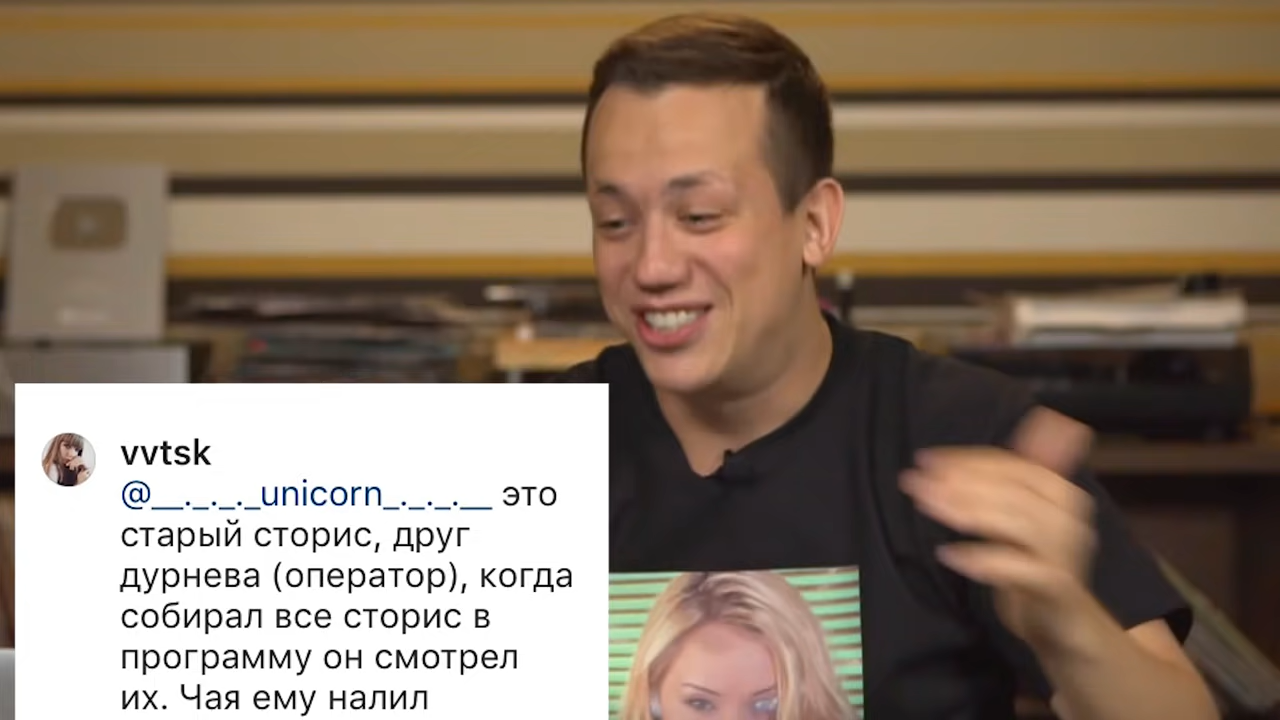 vvtsk
@__._._._unicorn_._._.__ это
старый сторис, друг
дурнева (оператор), когда
собирал все сторис в
программу он смотрел
их. Чая ему налил